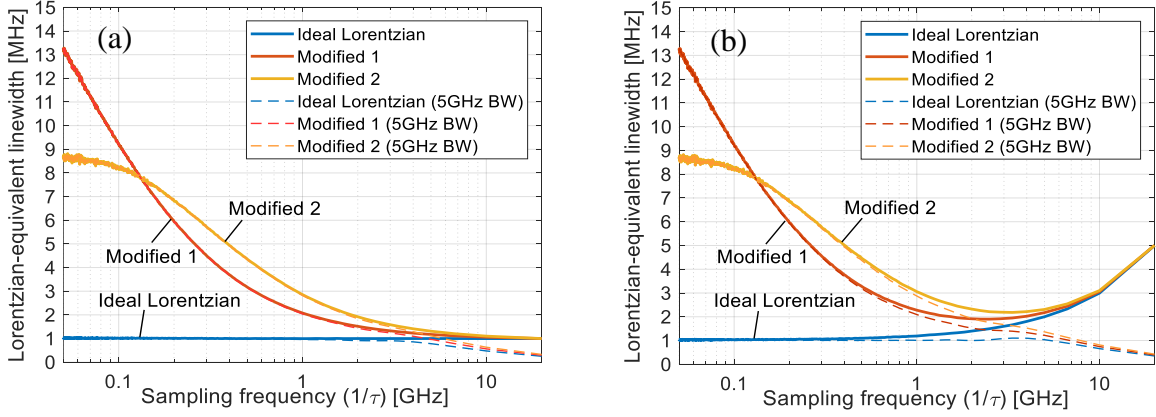 (a)
Lorentzian-equivalent linewidth [MHz]
15
14
13
12
11
10
9
8
7
6
5
4
3
2
1
0
Ideal Lorentzian
Modified 1
Modified 2
Ideal Lorentzian (5GHz BW)
Modified 1 (5GHz BW)
Modified 2 (5GHz BW)
Modified 2
Modified 1
Ideal Lorentzian
0.1 1 10
Sampling frequency (1/τ) [GHz]
(b)
Lorentzian-equivalent linewidth [MHz]
15
14
13
12
11
10
9
8
7
6
5
4
3
2
1
0
Ideal Lorentzian
Modified 1
Modified 2
Ideal Lorentzian (5GHz BW)
Modified 1 (5GHz BW)
Modified 2 (5GHz BW)
Modified 2
Modified 1
Ideal Lorentzian
0.1 1 10
Sampling frequency (1/τ) [GHz]